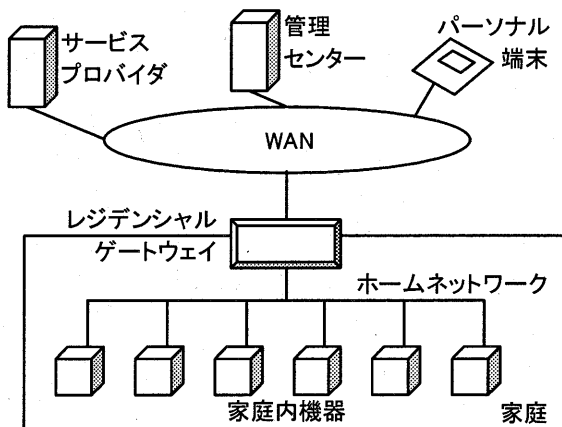 サービス
プロバイダ
管理
センター
パーソナル
端末
WAN
レジデンシャル
ゲートウェイ
ホームネットワーク
家庭内機器
家庭